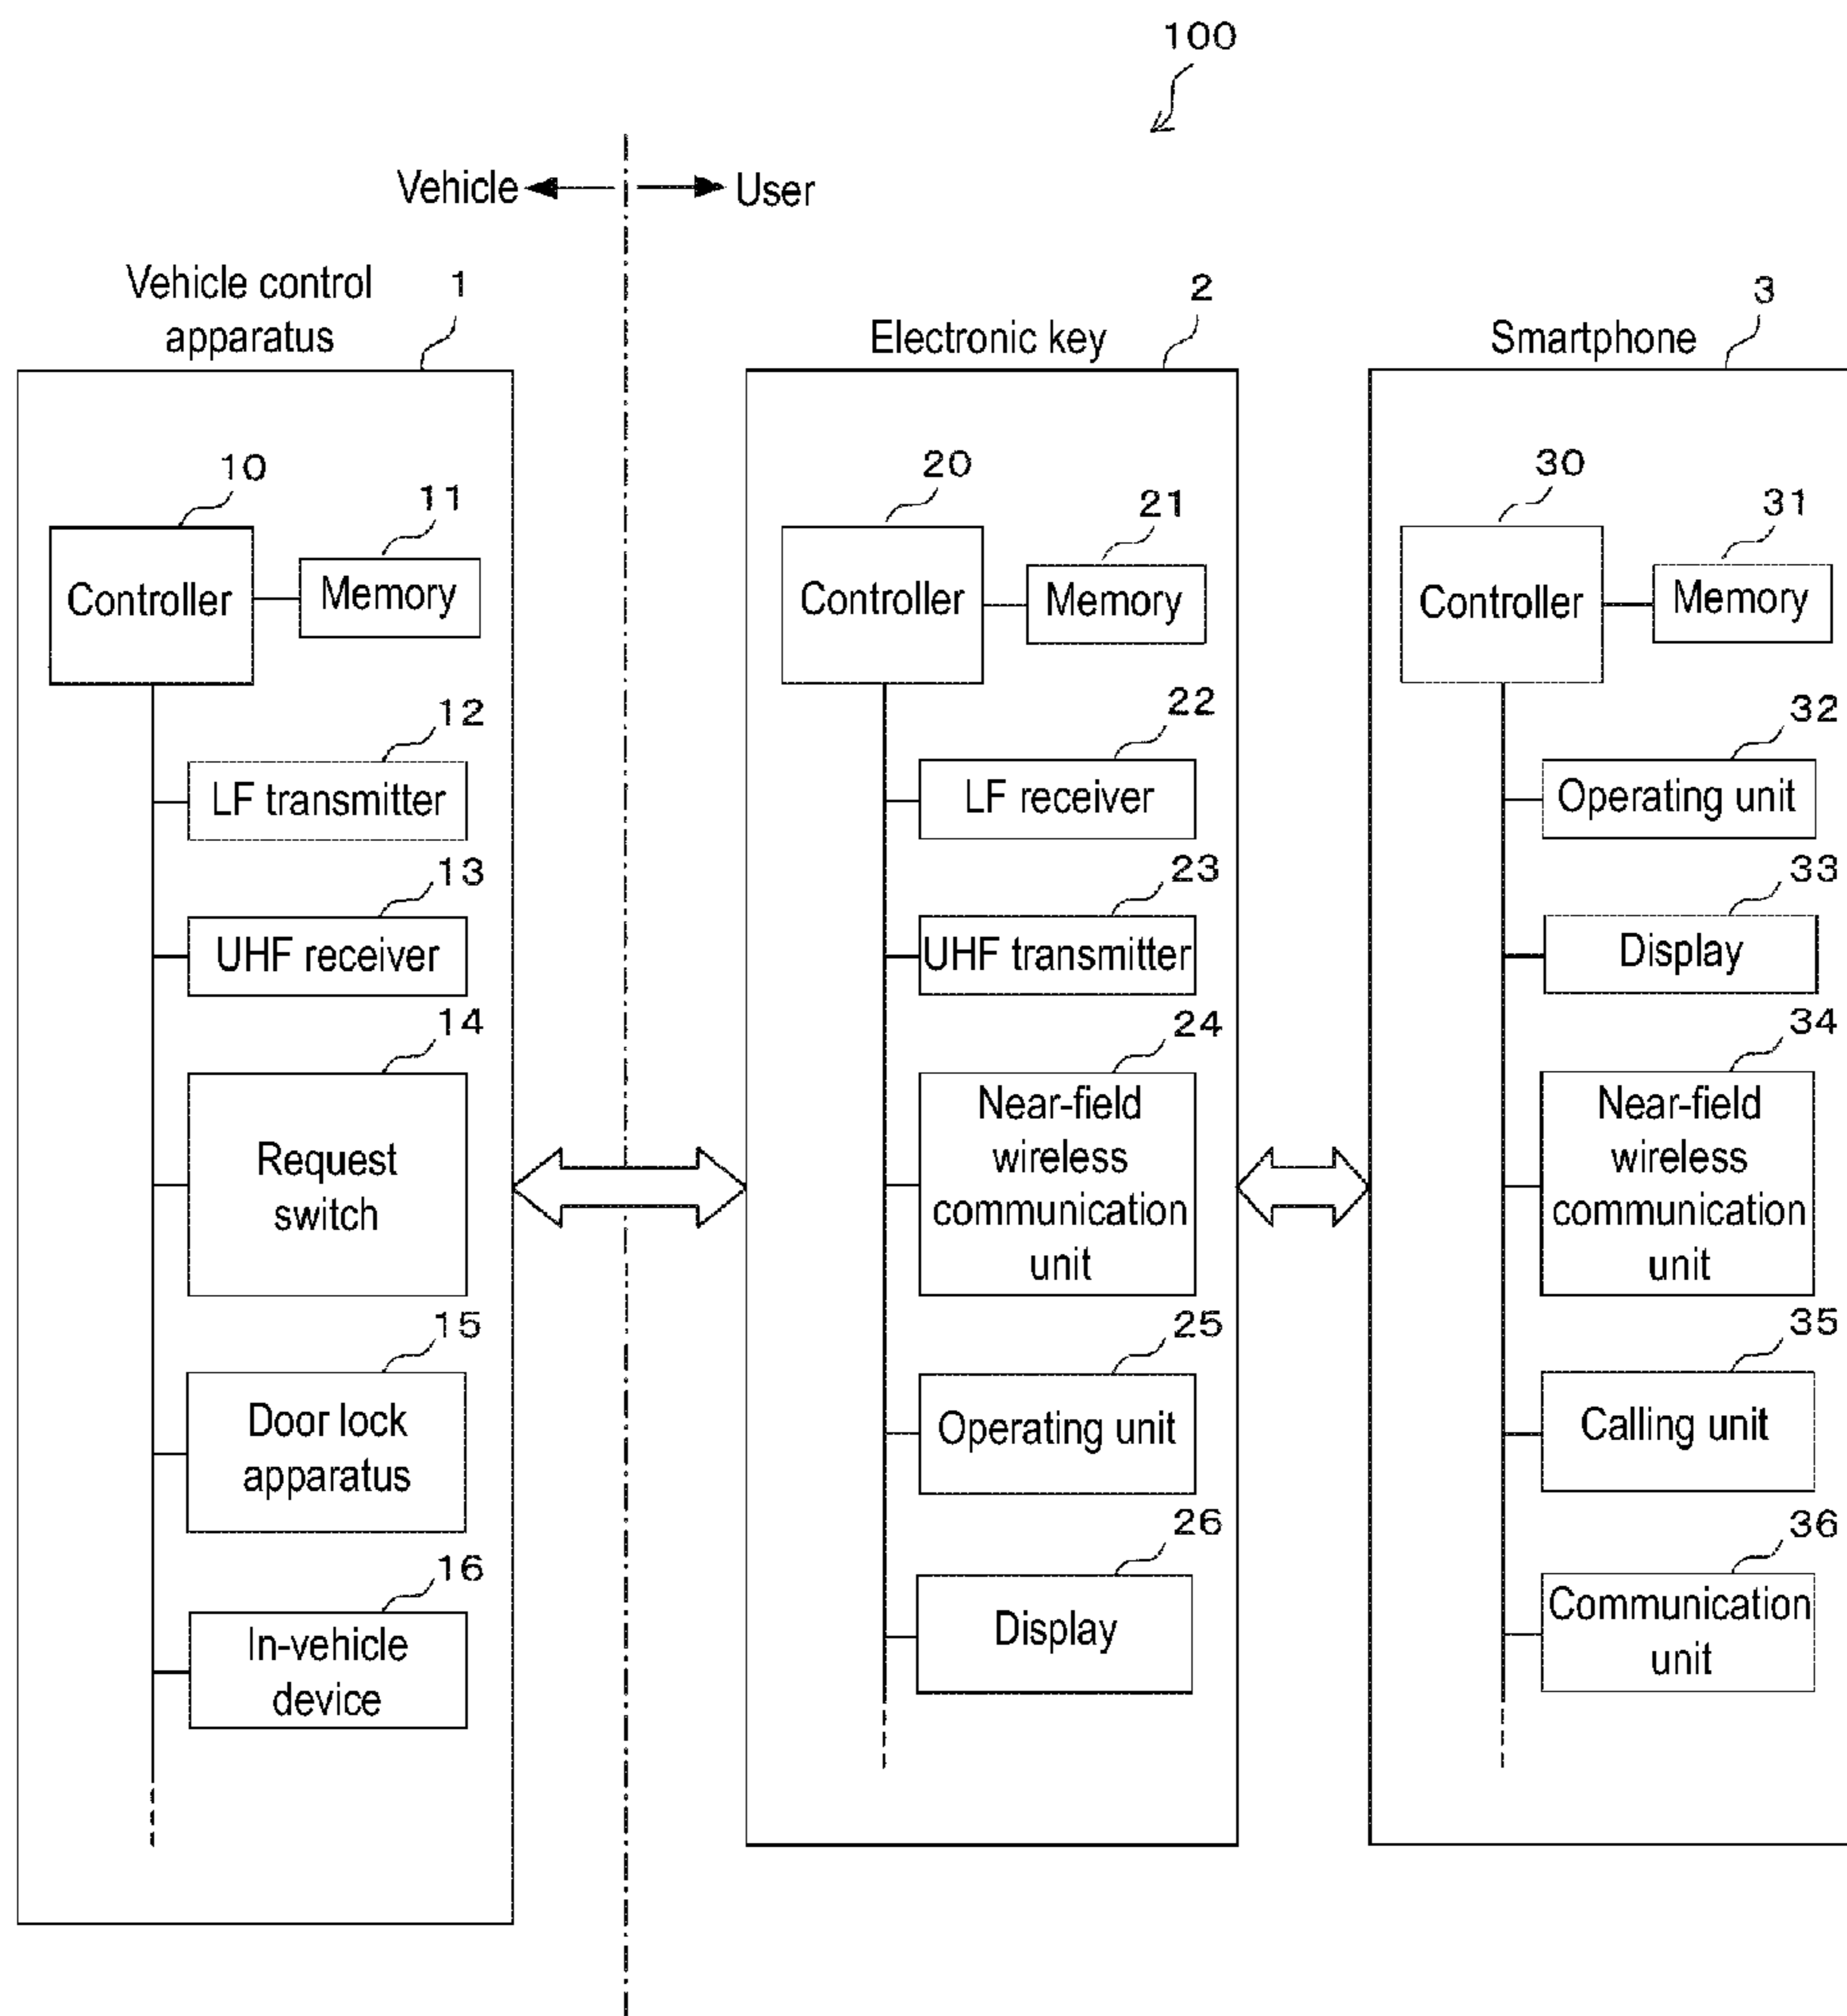 100
Vehicle
User
Vehicle control
apparatus
1
10
Controller
11
Memory
12
LF transmitter
13
UHF receiver
14
Request
switch
15
Door lock
apparatus
16
In-vehicle
device
Electronic key
2
20
Controller
21
Memory
22
LF receiver
23
UHF transmitter
24
Near-field
wireless
communication
unit
25
Operating unit
26
Display
Smartphone
3
30
Controller
31
Memory
32
Operating unit
33
Display
34
Near-field
wireless
communication
unit
35
Calling unit
36
Communication
unit